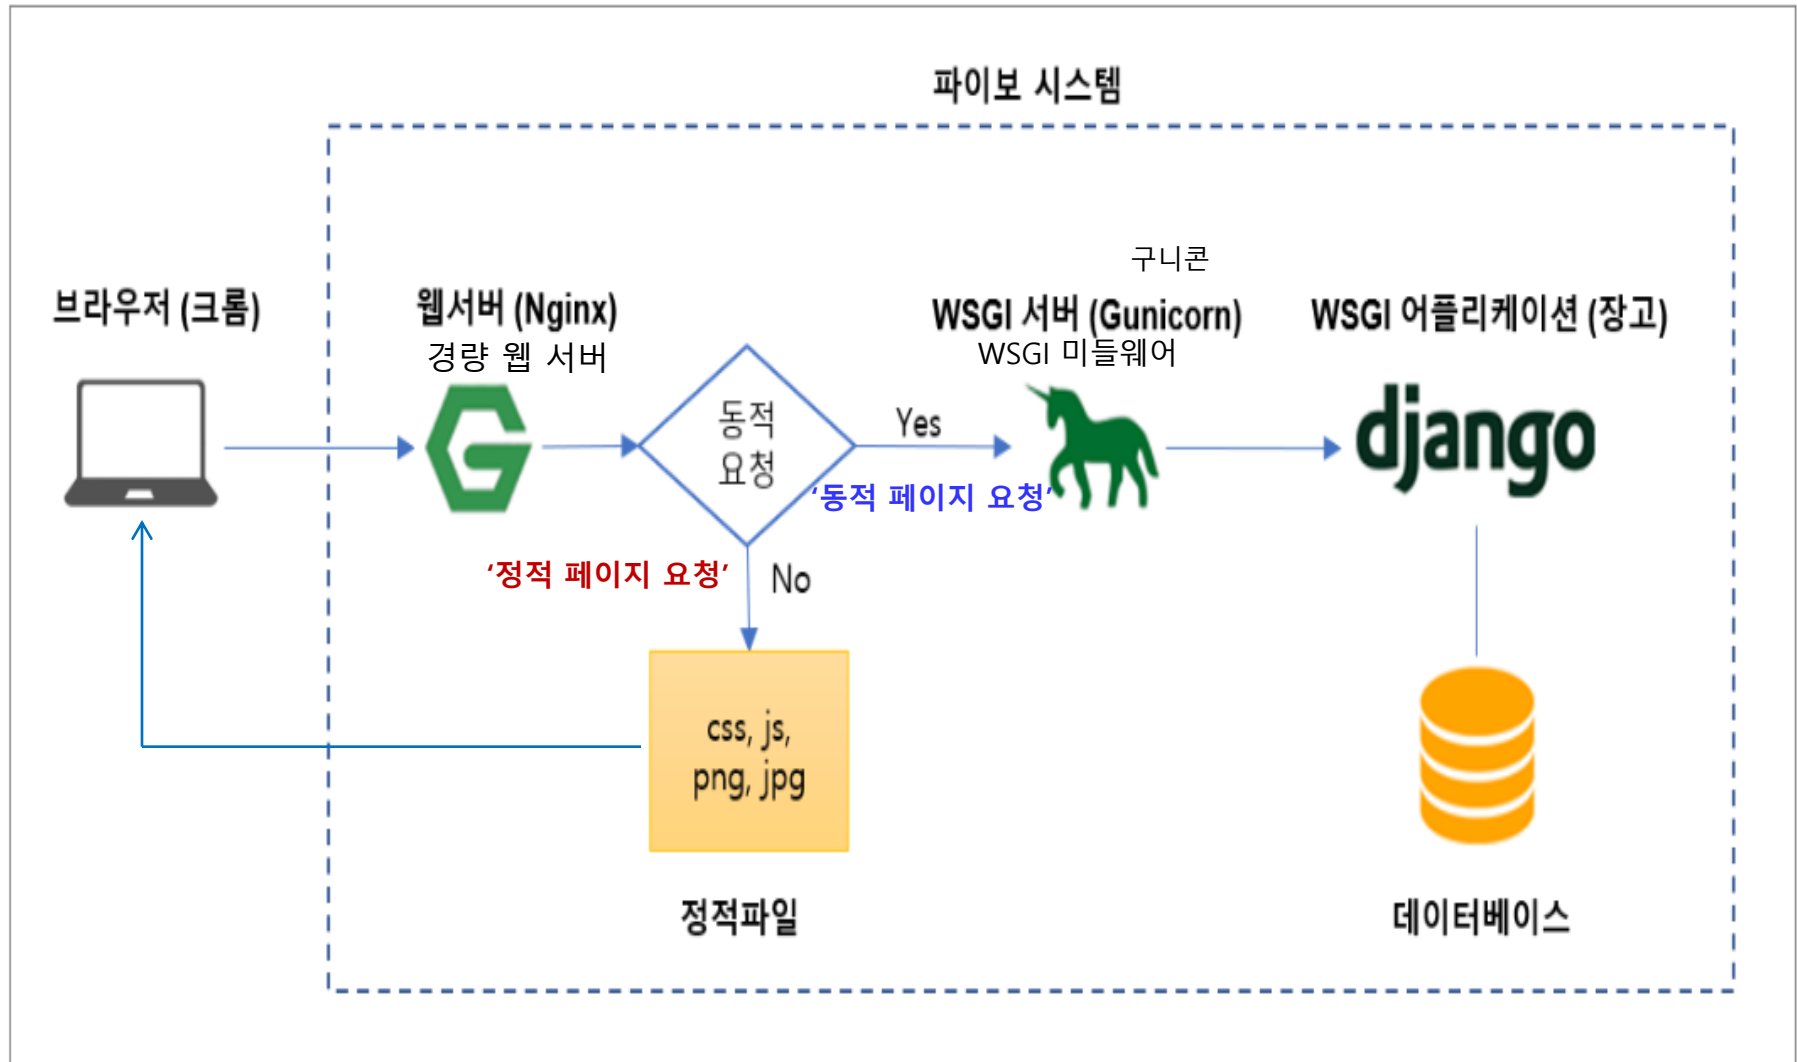 파이보 시스템
브라우저 (크롬)
웹서버 (Nginx)
경량 웹 서버
구니콘
WSGI 서버 (Gunicorn)
WSGI 미들웨어
WSGI 어플리케이션 (장고)
동적
요청
Yes
‘동적 페이지 요청’
django
‘정적 페이지 요청’
No
css, js,
png, jpg
정적파일
데이터베이스